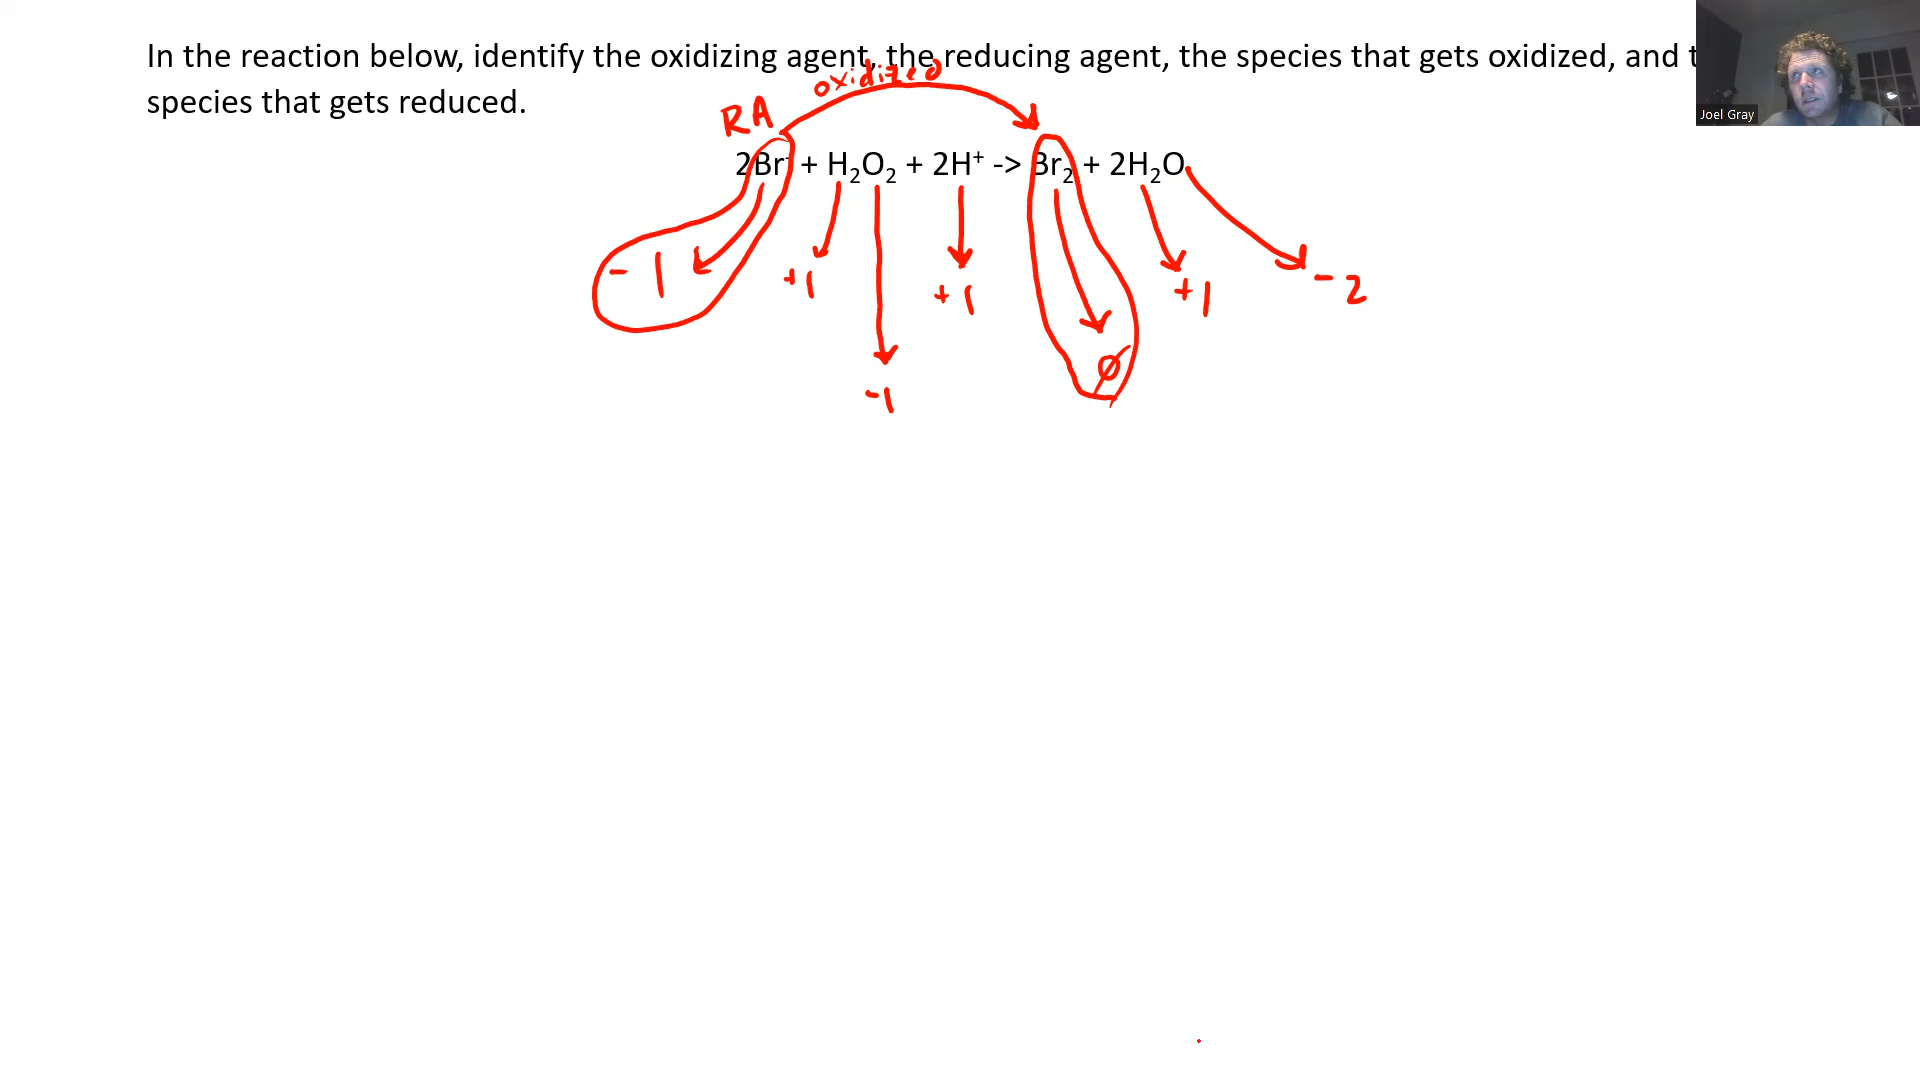 In the reaction below, identify the oxidizing agent, the reducing agent, the species that gets oxidized, and t
species that gets reduced.
Joel Gray
oxidized
RA
2Br⁻ + H₂O₂ + 2H⁺ -> Br₂ + 2H₂O
-1 +1 +1 +1 -2
∅
-1